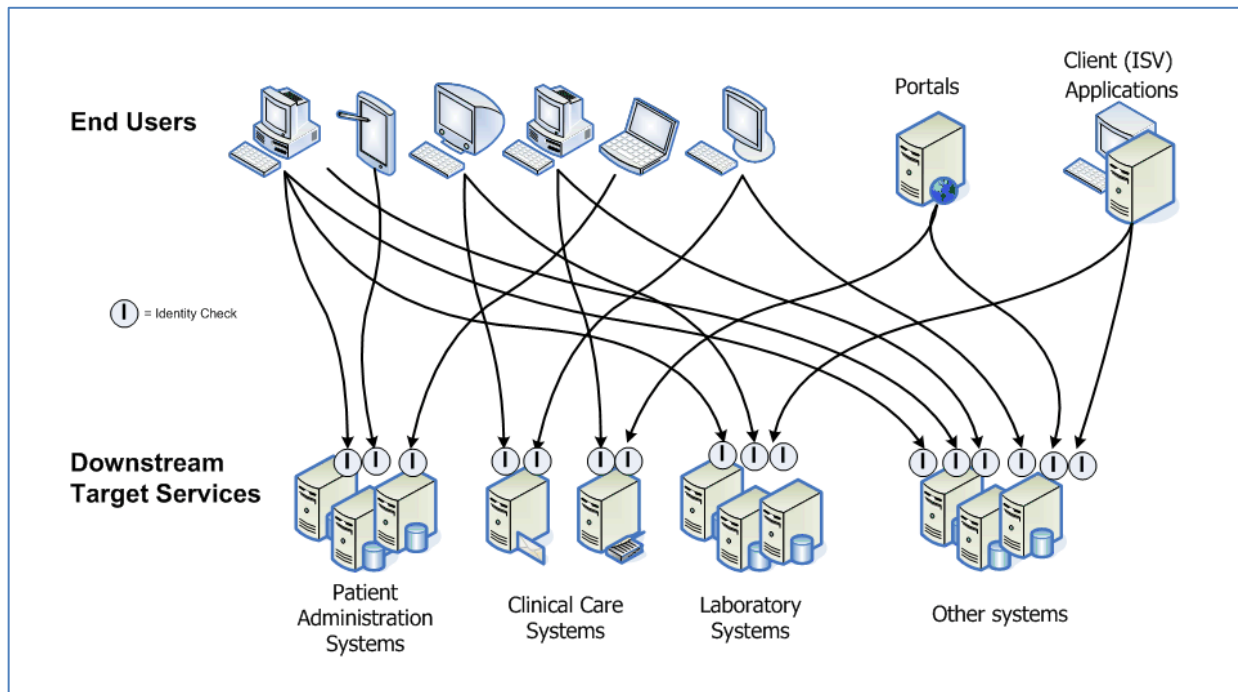 End Users
Portals
Client (ISV)
Applications
I = Identity Check
Downstream
Target Services
I I I I I I I I I I I I I I I I
Patient
Administration
Systems
Clinical Care
Systems
Laboratory
Systems
Other systems